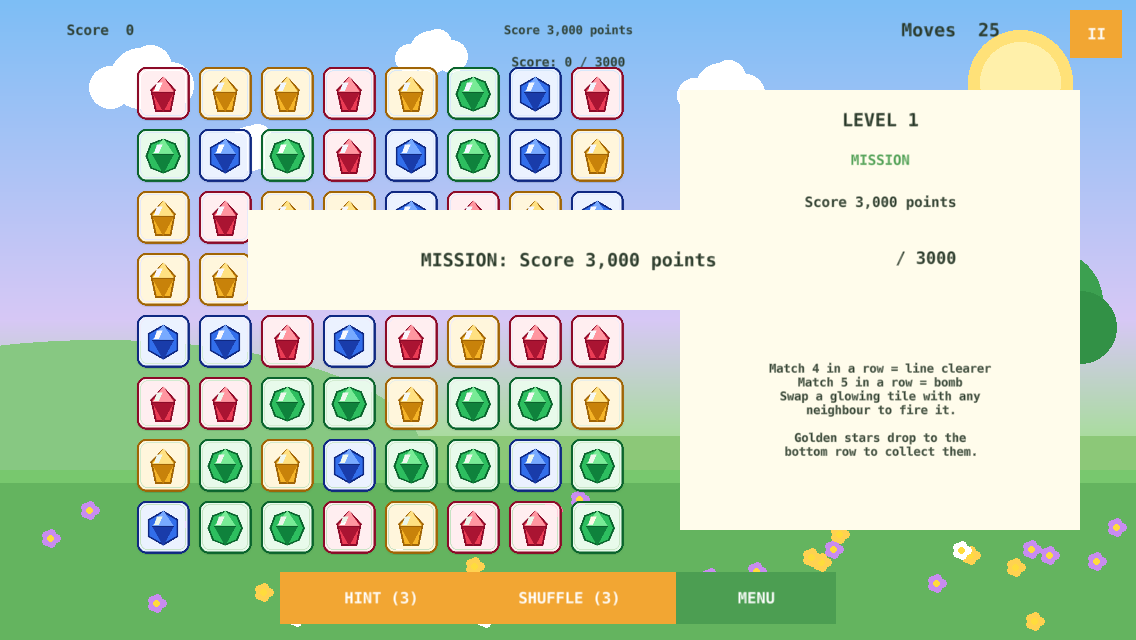 Score 0
Score 3,000 points
Moves 25
II
Score: 0 / 3000
LEVEL 1
MISSION
Score 3,000 points
MISSION: Score 3,000 points
/ 3000
Match 4 in a row = line clearer
Match 5 in a row = bomb
Swap a glowing tile with any
neighbour to fire it.
Golden stars drop to the
bottom row to collect them.
HINT (3)
SHUFFLE (3)
MENU